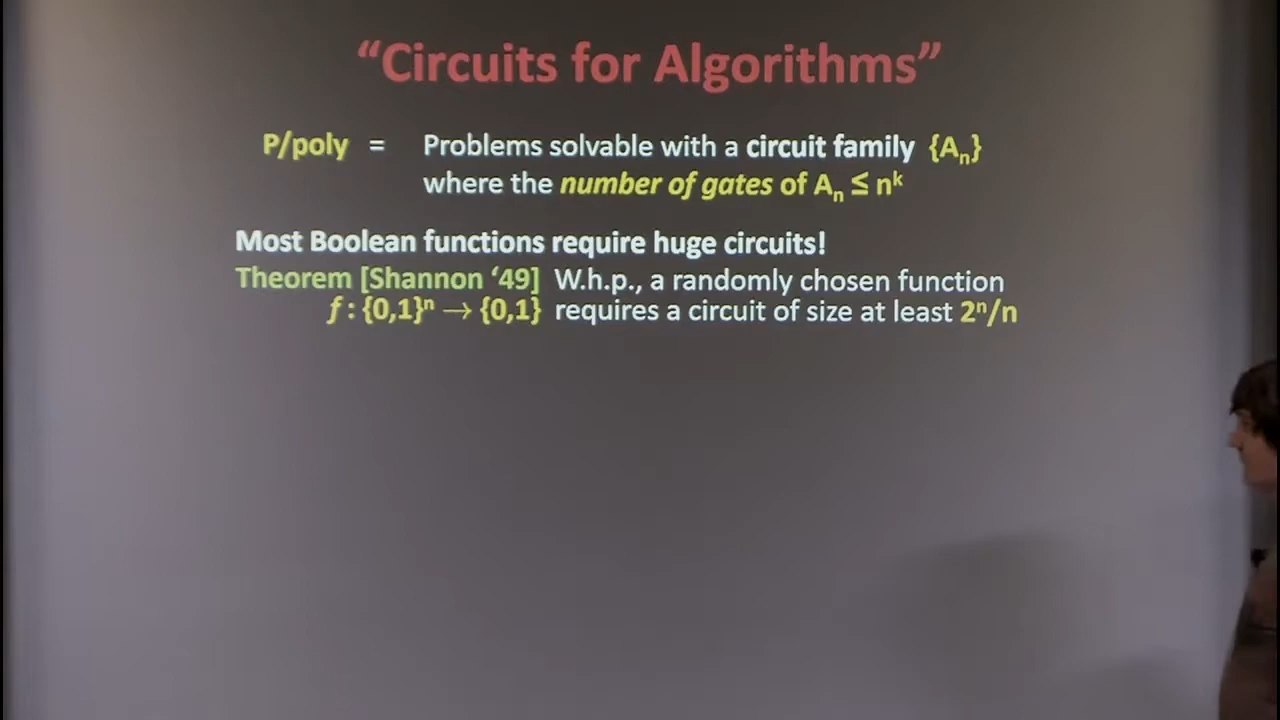 “Circuits for Algorithms”
P/poly = Problems solvable with a circuit family {Aₙ}
where the number of gates of Aₙ ≤ nᵏ
Most Boolean functions require huge circuits!
Theorem [Shannon ‘49] W.h.p., a randomly chosen function
f : {0,1}ⁿ → {0,1} requires a circuit of size at least 2ⁿ/n